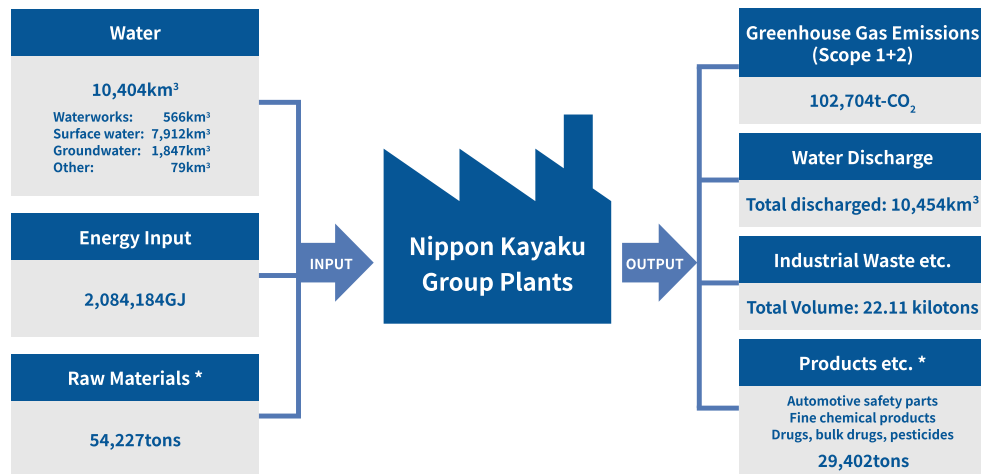 Water
10,404km³
Waterworks: 566km³
Surface water: 7,912km³
Groundwater: 1,847km³
Other: 79km³
Energy Input
2,084,184GJ
Raw Materials *
54,227tons
INPUT
Nippon Kayaku
Group Plants
OUTPUT
Greenhouse Gas Emissions
(Scope 1+2)
102,704t-CO₂
Water Discharge
Total discharged: 10,454km³
Industrial Waste etc.
Total Volume: 22.11 kilotons
Products etc. *
Automotive safety parts
Fine chemical products
Drugs, bulk drugs, pesticides
29,402tons